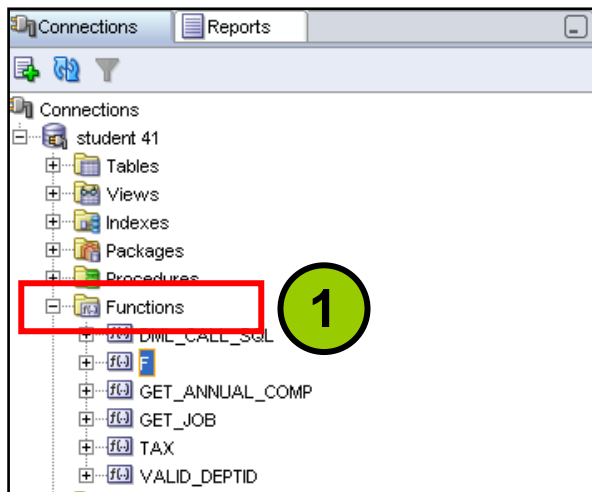 Connections Reports
Connections
student 41
Tables
Views
Indexes
Packages
Procedures
Functions
1
DML_CALL_SQL
F
GET_ANNUAL_COMP
GET_JOB
TAX
VALID_DEPTID